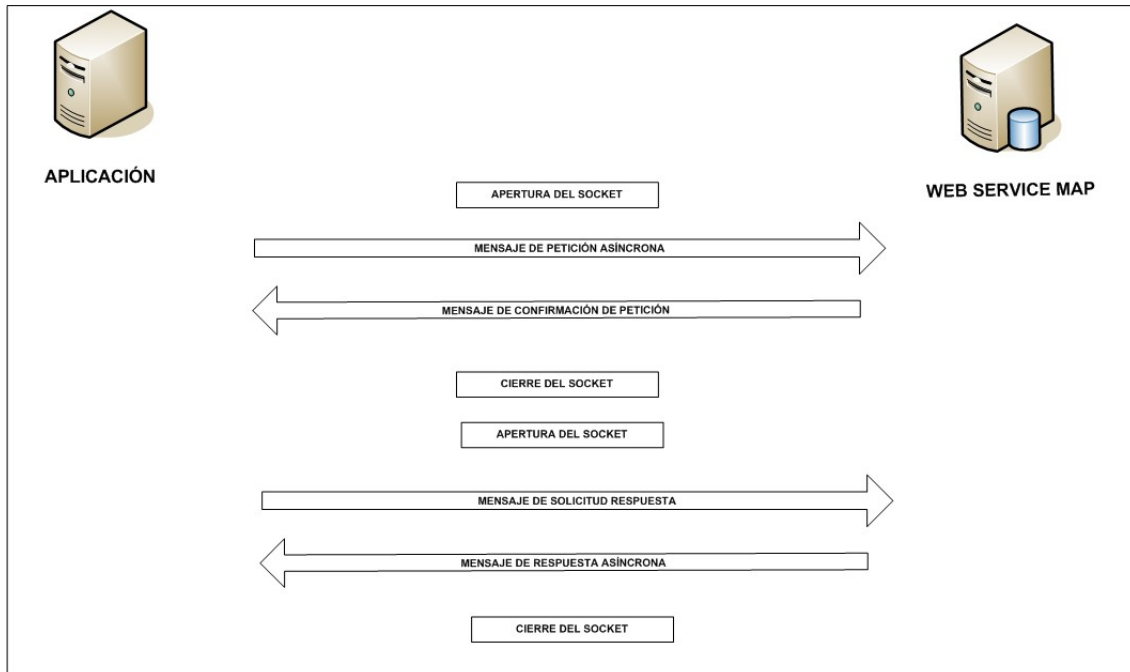 APLICACIÓN
WEB SERVICE MAP
APERTURA DEL SOCKET
MENSAJE DE PETICIÓN ASÍNCRONA
MENSAJE DE CONFIRMACIÓN DE PETICIÓN
CIERRE DEL SOCKET
APERTURA DEL SOCKET
MENSAJE DE SOLICITUD RESPUESTA
MENSAJE DE RESPUESTA ASÍNCRONA
CIERRE DEL SOCKET